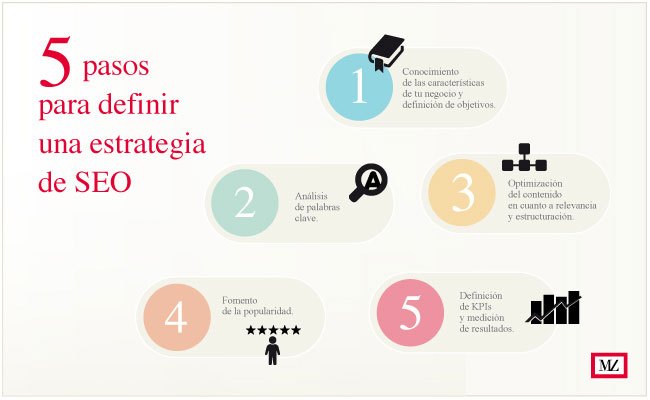 5 pasos
para definir
una estrategia
de SEO
1
Conocimiento
de las características
de tu negocio y
definición de objetivos.
2
Análisis
de palabras
clave.
A
3
Optimización
del contenido
en cuanto a relevancia
y estructuración.
4
Fomento
de la popularidad.
5
Definición
de KPIs
y medición
de resultados.
MZ